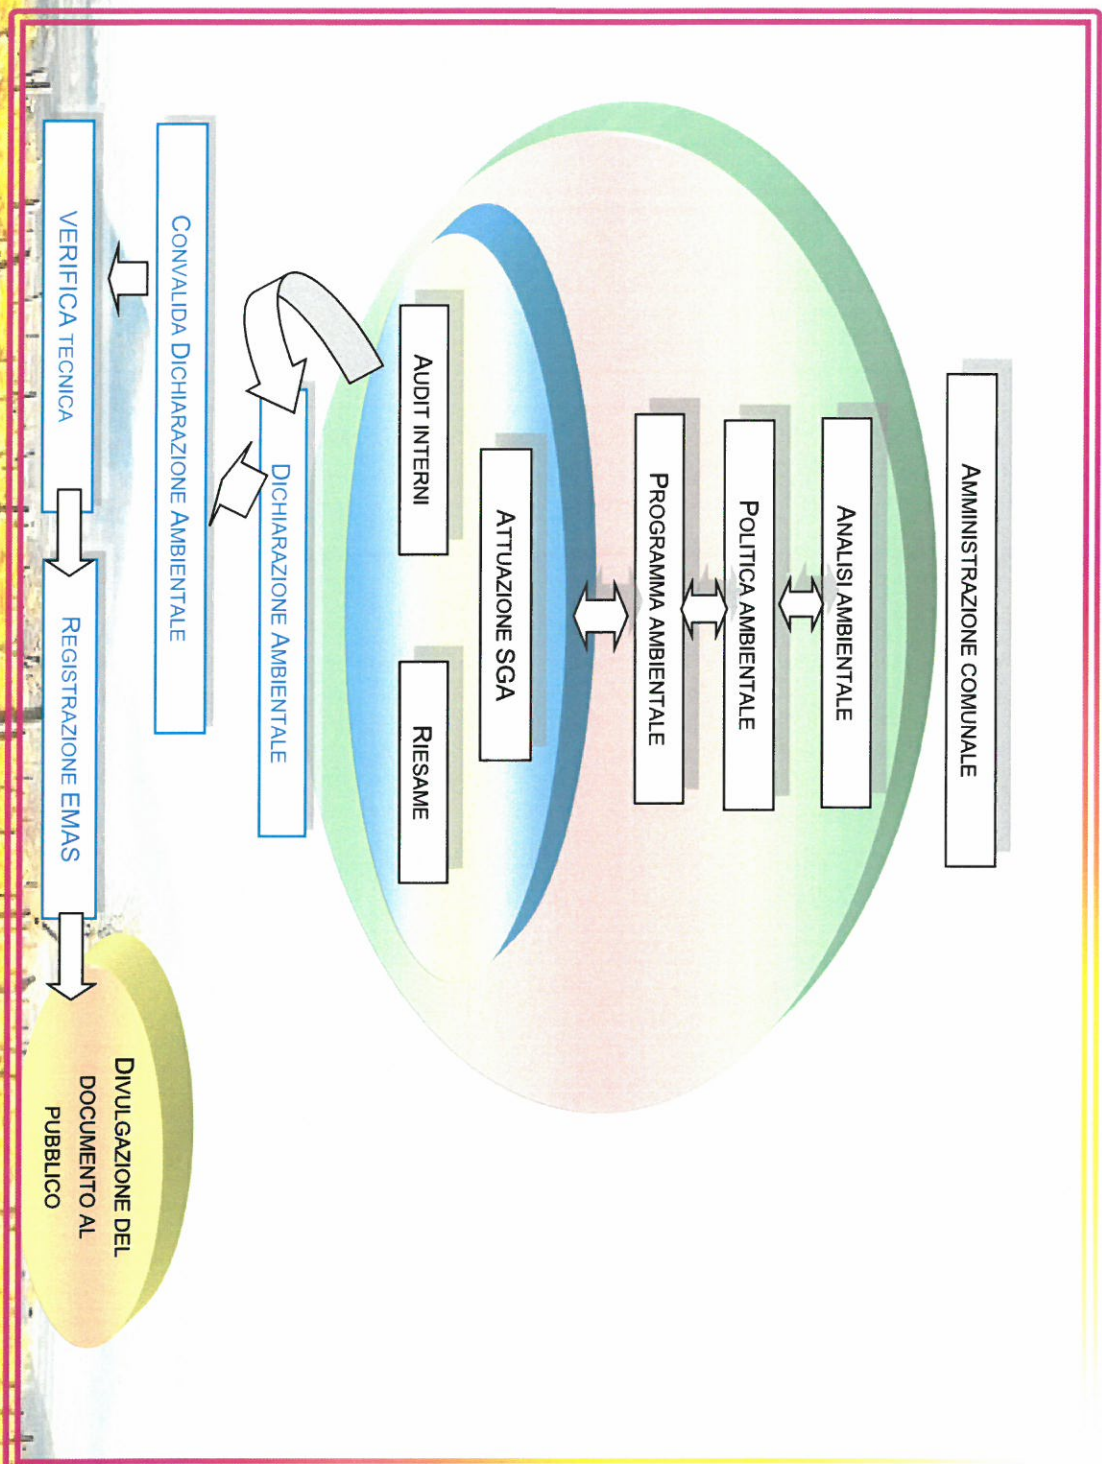 AMMINISTRAZIONE COMUNALE
ANALISI AMBIENTALE
POLITICA AMBIENTALE
PROGRAMMA AMBIENTALE
ATTUAZIONE SGA
AUDIT INTERNI
RIESAME
DICHIARAZIONE AMBIENTALE
CONVALIDA DICHIARAZIONE AMBIENTALE
VERIFICA TECNICA
REGISTRAZIONE EMAS
DIVULGAZIONE DEL
DOCUMENTO AL
PUBBLICO